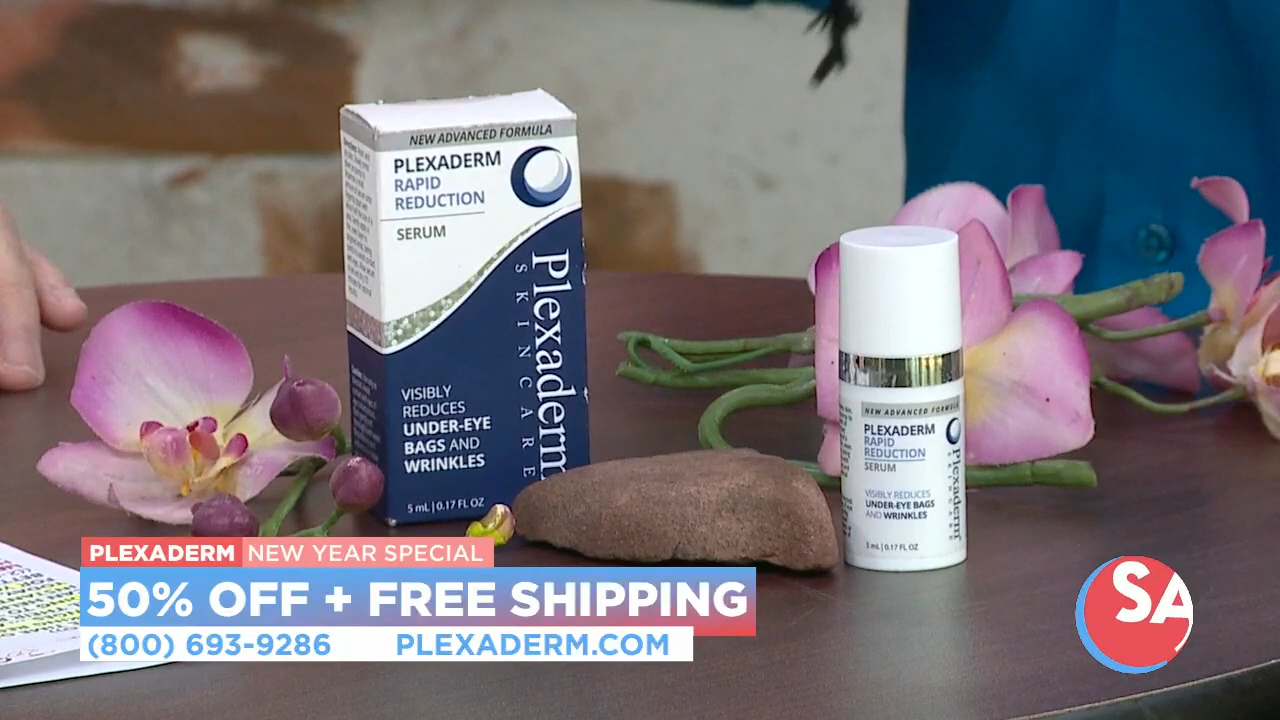 NEW ADVANCED FORMULA
PLEXADERM
RAPID
REDUCTION
SERUM
Plexaderm
SKINCARE
VISIBLY
REDUCES
UNDER-EYE
BAGS AND
WRINKLES
5 mL | 0.17 FL OZ
NEW ADVANCED FORMULA
PLEXADERM
RAPID
REDUCTION
SERUM
Plexaderm
SKINCARE
VISIBLY REDUCES
UNDER-EYE BAGS
AND WRINKLES
5 mL | 0.17 FL OZ
PLEXADERM NEW YEAR SPECIAL
50% OFF + FREE SHIPPING
(800) 693-9286 PLEXADERM.COM
SA